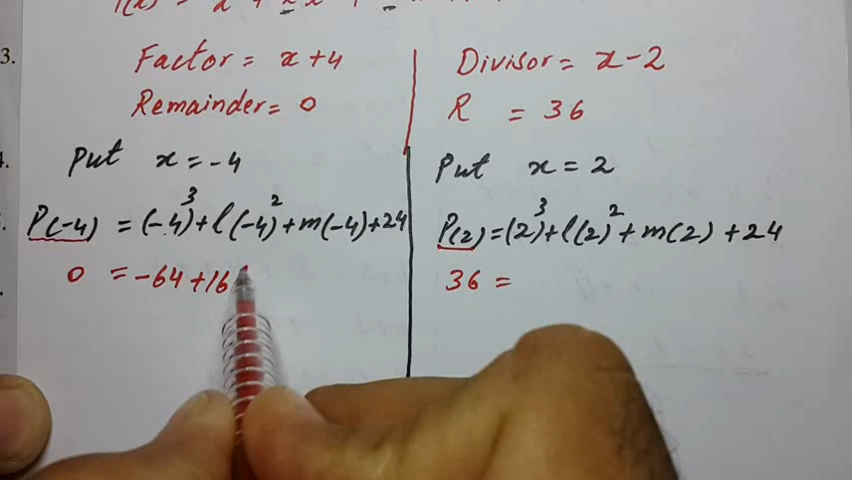 3.
Factor = x+4
Remainder = 0
Put x = -4
P(-4) = (-4)³ + l(-4)² + m(-4) + 24
0 = -64 + 16
Divisor = x-2
R = 36
Put x = 2
P(2) = (2)³ + l(2)² + m(2) + 24
36 =